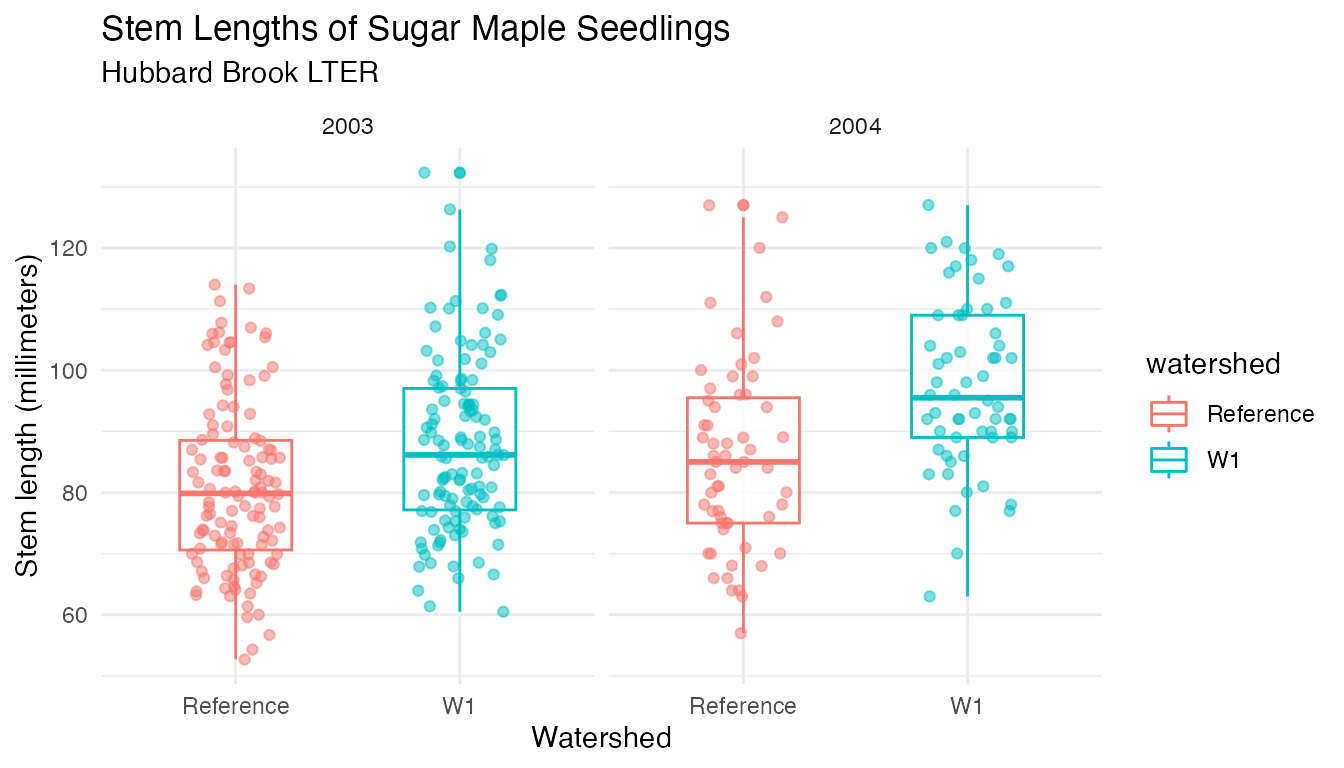 Stem Lengths of Sugar Maple Seedlings
Hubbard Brook LTER
2003 2004
Stem length (millimeters)
120
100
80
60
Reference W1 Reference W1
Watershed
watershed
Reference
W1